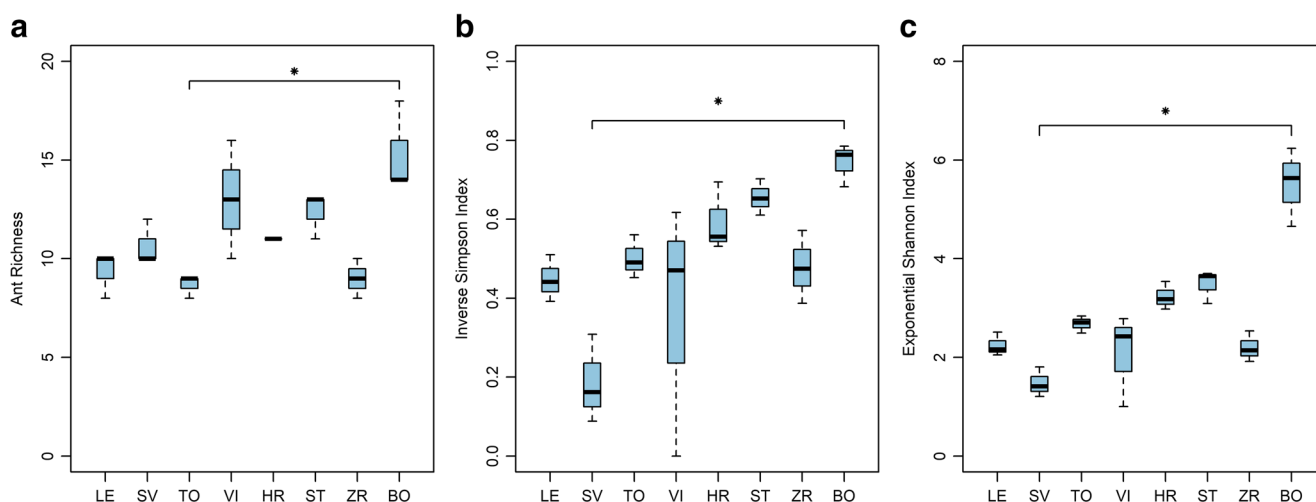 a
20
15
10
5
0
Ant Richness
*
LE SV TO VI HR ST ZR BO
b
1.0
0.8
0.6
0.4
0.2
0.0
Inverse Simpson Index
*
LE SV TO VI HR ST ZR BO
c
8
6
4
2
0
Exponential Shannon Index
*
LE SV TO VI HR ST ZR BO